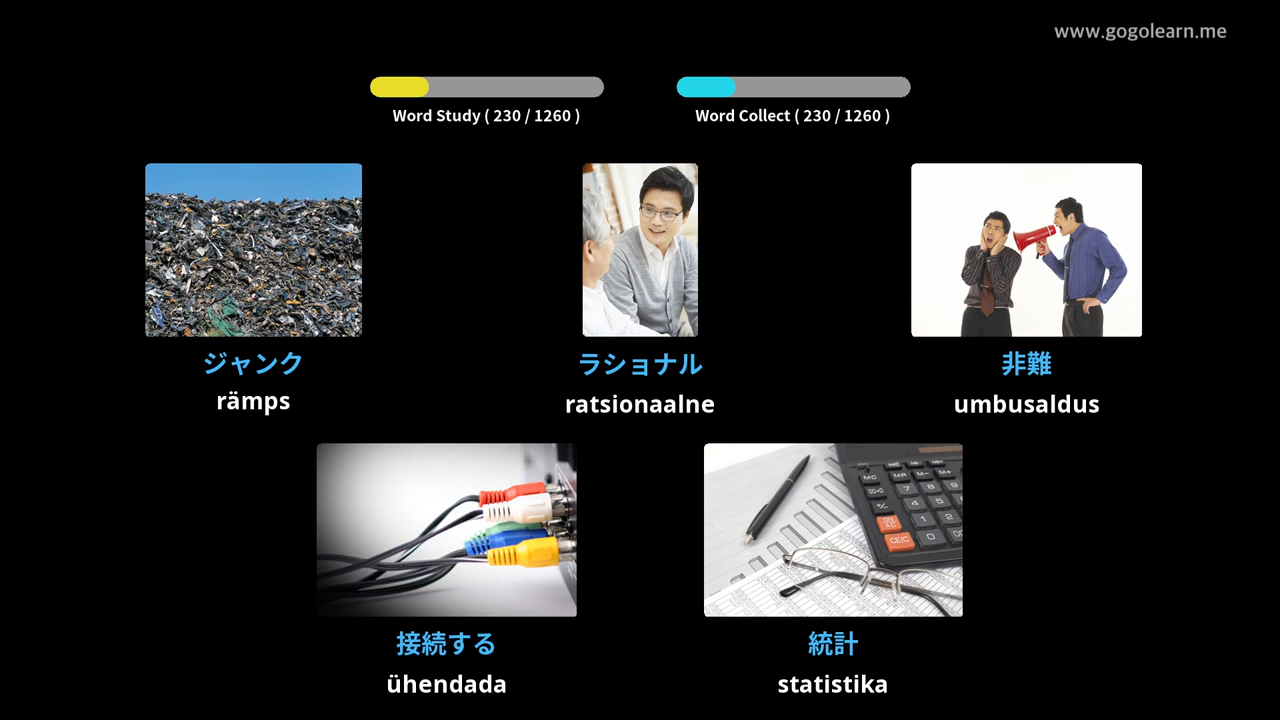 www.gogolearn.me
Word Study ( 230 / 1260 )
Word Collect ( 230 / 1260 )
ジャンク
rämps
ラショナル
ratsionaalne
非難
umbusaldus
接続する
ühendada
統計
statistika